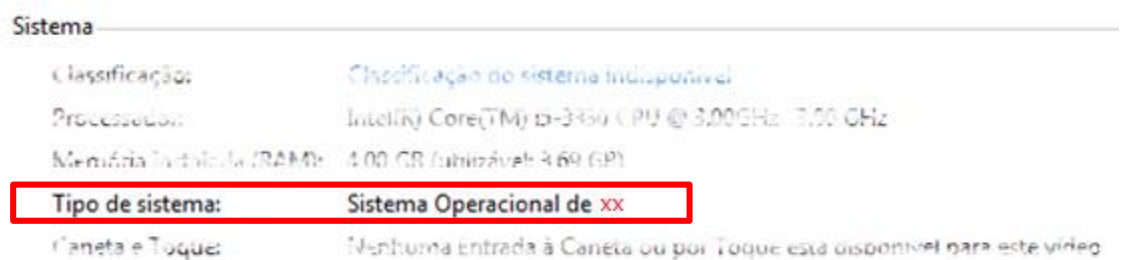 Sistema
Classificação: Classificação do sistema indisponível
Processador: Intel(R) Core(TM) CPU @ 3.00GHz 3.00 GHz
Memória instalada (RAM): 4,00 GB (utilizável: 3,69 GB)
Tipo de sistema: Sistema Operacional de xx
Caneta e Toque: Nenhuma Entrada à Caneta ou por Toque está disponível para este vídeo